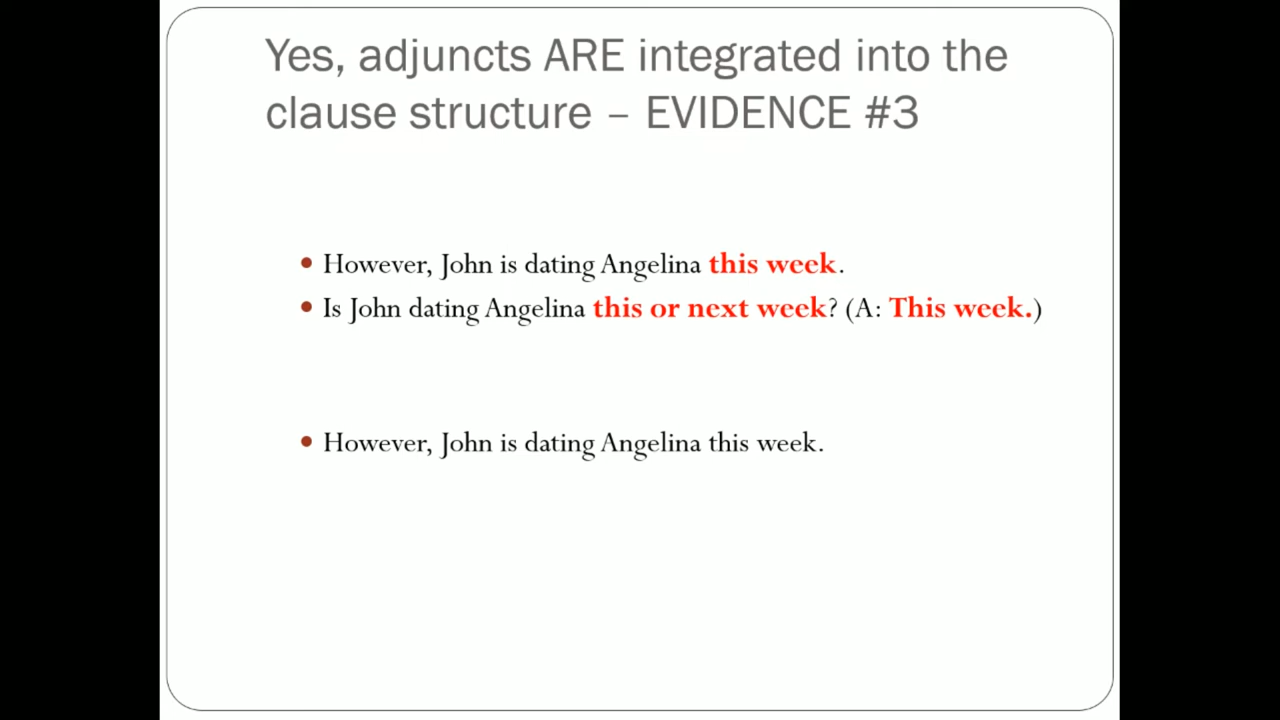 Yes, adjuncts ARE integrated into the
clause structure – EVIDENCE #3
• However, John is dating Angelina this week.
• Is John dating Angelina this or next week? (A: This week.)
• However, John is dating Angelina this week.